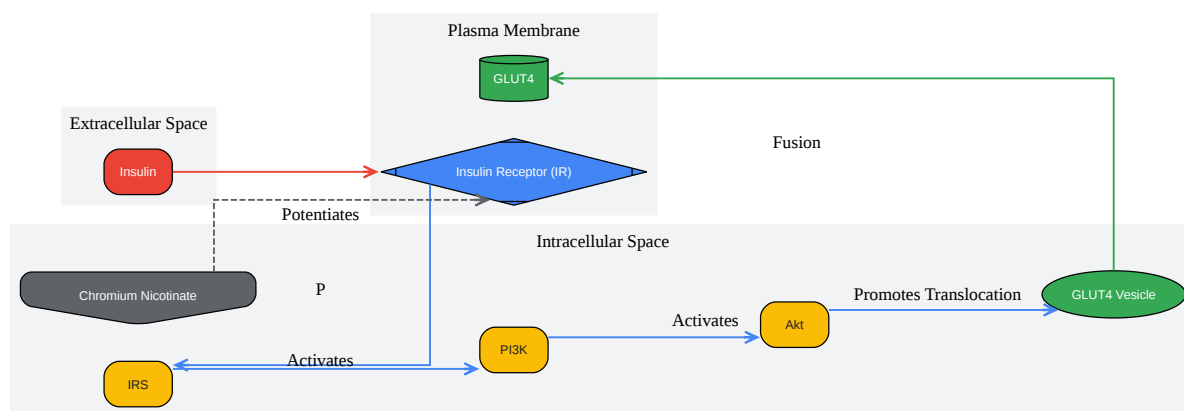 Plasma Membrane
GLUT4
Extracellular Space
Fusion
Insulin
Insulin Receptor (IR)
Potentiates
Intracellular Space
Chromium Nicotinate
P
Promotes Translocation
GLUT4 Vesicle
Activates
Akt
PI3K
Activates
IRS